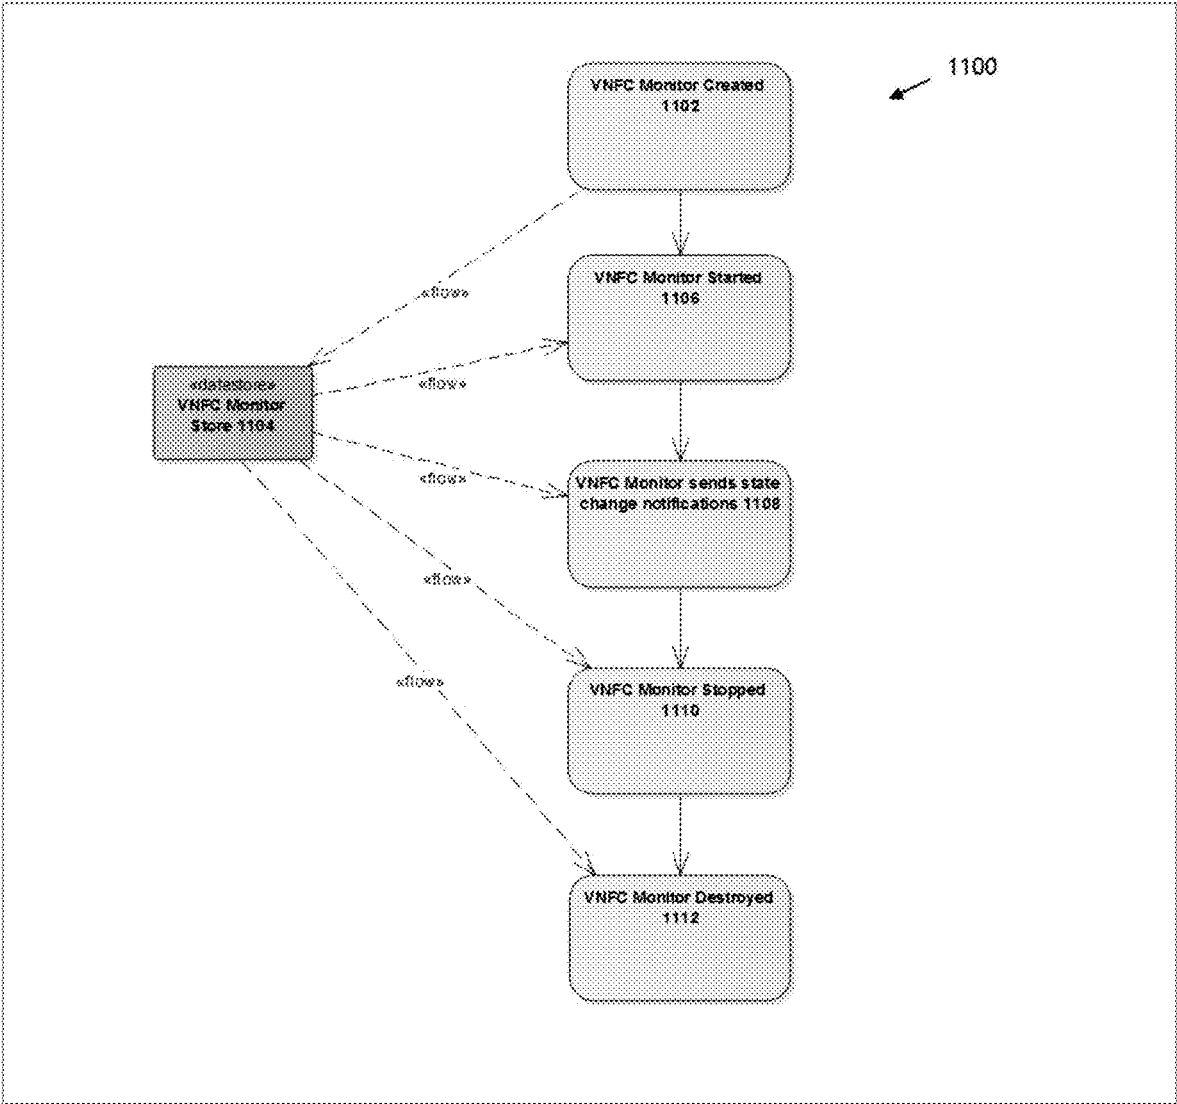 1100
VNFC Monitor Created
1102
VNFC Monitor Started
1106
«flow»
«flow»
«datastore»
VNFC Monitor
Store 1104
VNFC Monitor sends state
change notifications 1108
«flow»
«flow»
VNFC Monitor Stopped
1110
«flow»
VNFC Monitor Destroyed
1112